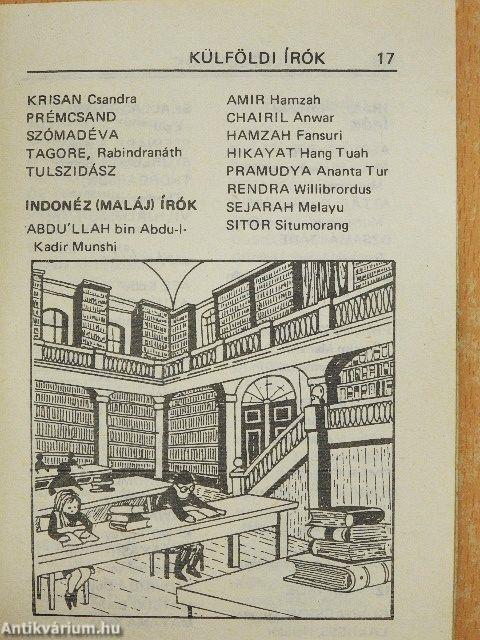 KÜLFÖLDI ÍRÓK 17
KRISAN Csandra
PRÉMCSAND
SZÓMADÉVA
TAGORE, Rabindranáth
TULSZIDÁSZ
INDONÉZ (MALÁJ) ÍRÓK
ABDU'LLAH bin Abdu-l-
Kadir Munshi
AMIR Hamzah
CHAIRIL Anwar
HAMZAH Fansuri
HIKAYAT Hang Tuah
PRAMUDYA Ananta Tur
RENDRA Willibrordus
SEJARAH Melayu
SITOR Situmorang
Antikvárium.hu